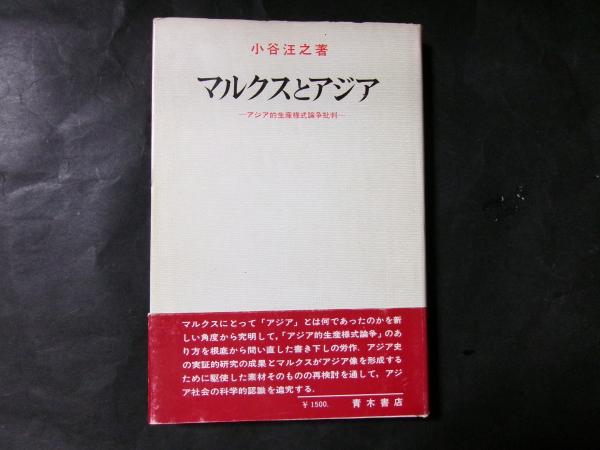 小谷汪之著
マルクスとアジア
―アジア的生産様式論争批判―
マルクスにとって「アジア」とは何であったのかを新
しい角度から究明して,「アジア的生産様式論争」のあ
り方を根底から問い直した書き下しの労作. アジア史
の実証的研究の成果とマルクスがアジア像を形成する
ために駆使した素材そのものの再検討を通して, アジ
ア社会の科学的認識を追究する.
¥1500. 青木書店